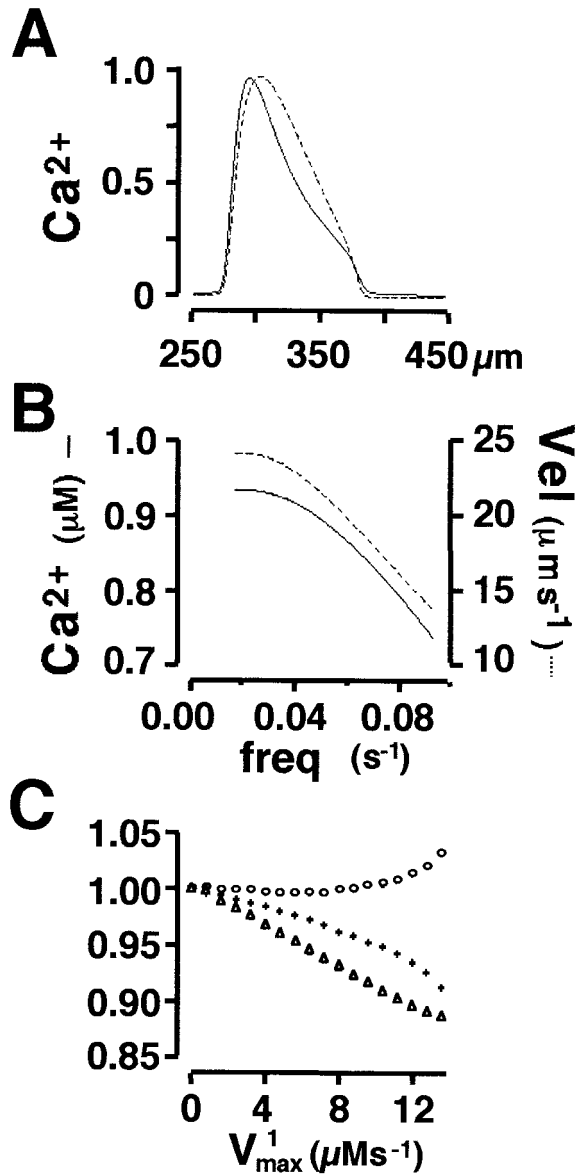 A
Ca2+
1.0
0.5
0
250 350 450 μm
B
Ca2+ (μM) —
1.0
0.9
0.8
0.7
25
20
15
10
Vel (μm s-1) ····
0.00 0.04 0.08
freq (s-1)
C
1.05
1.00
0.95
0.90
0.85
0 4 8 12
V1max (μMs-1)